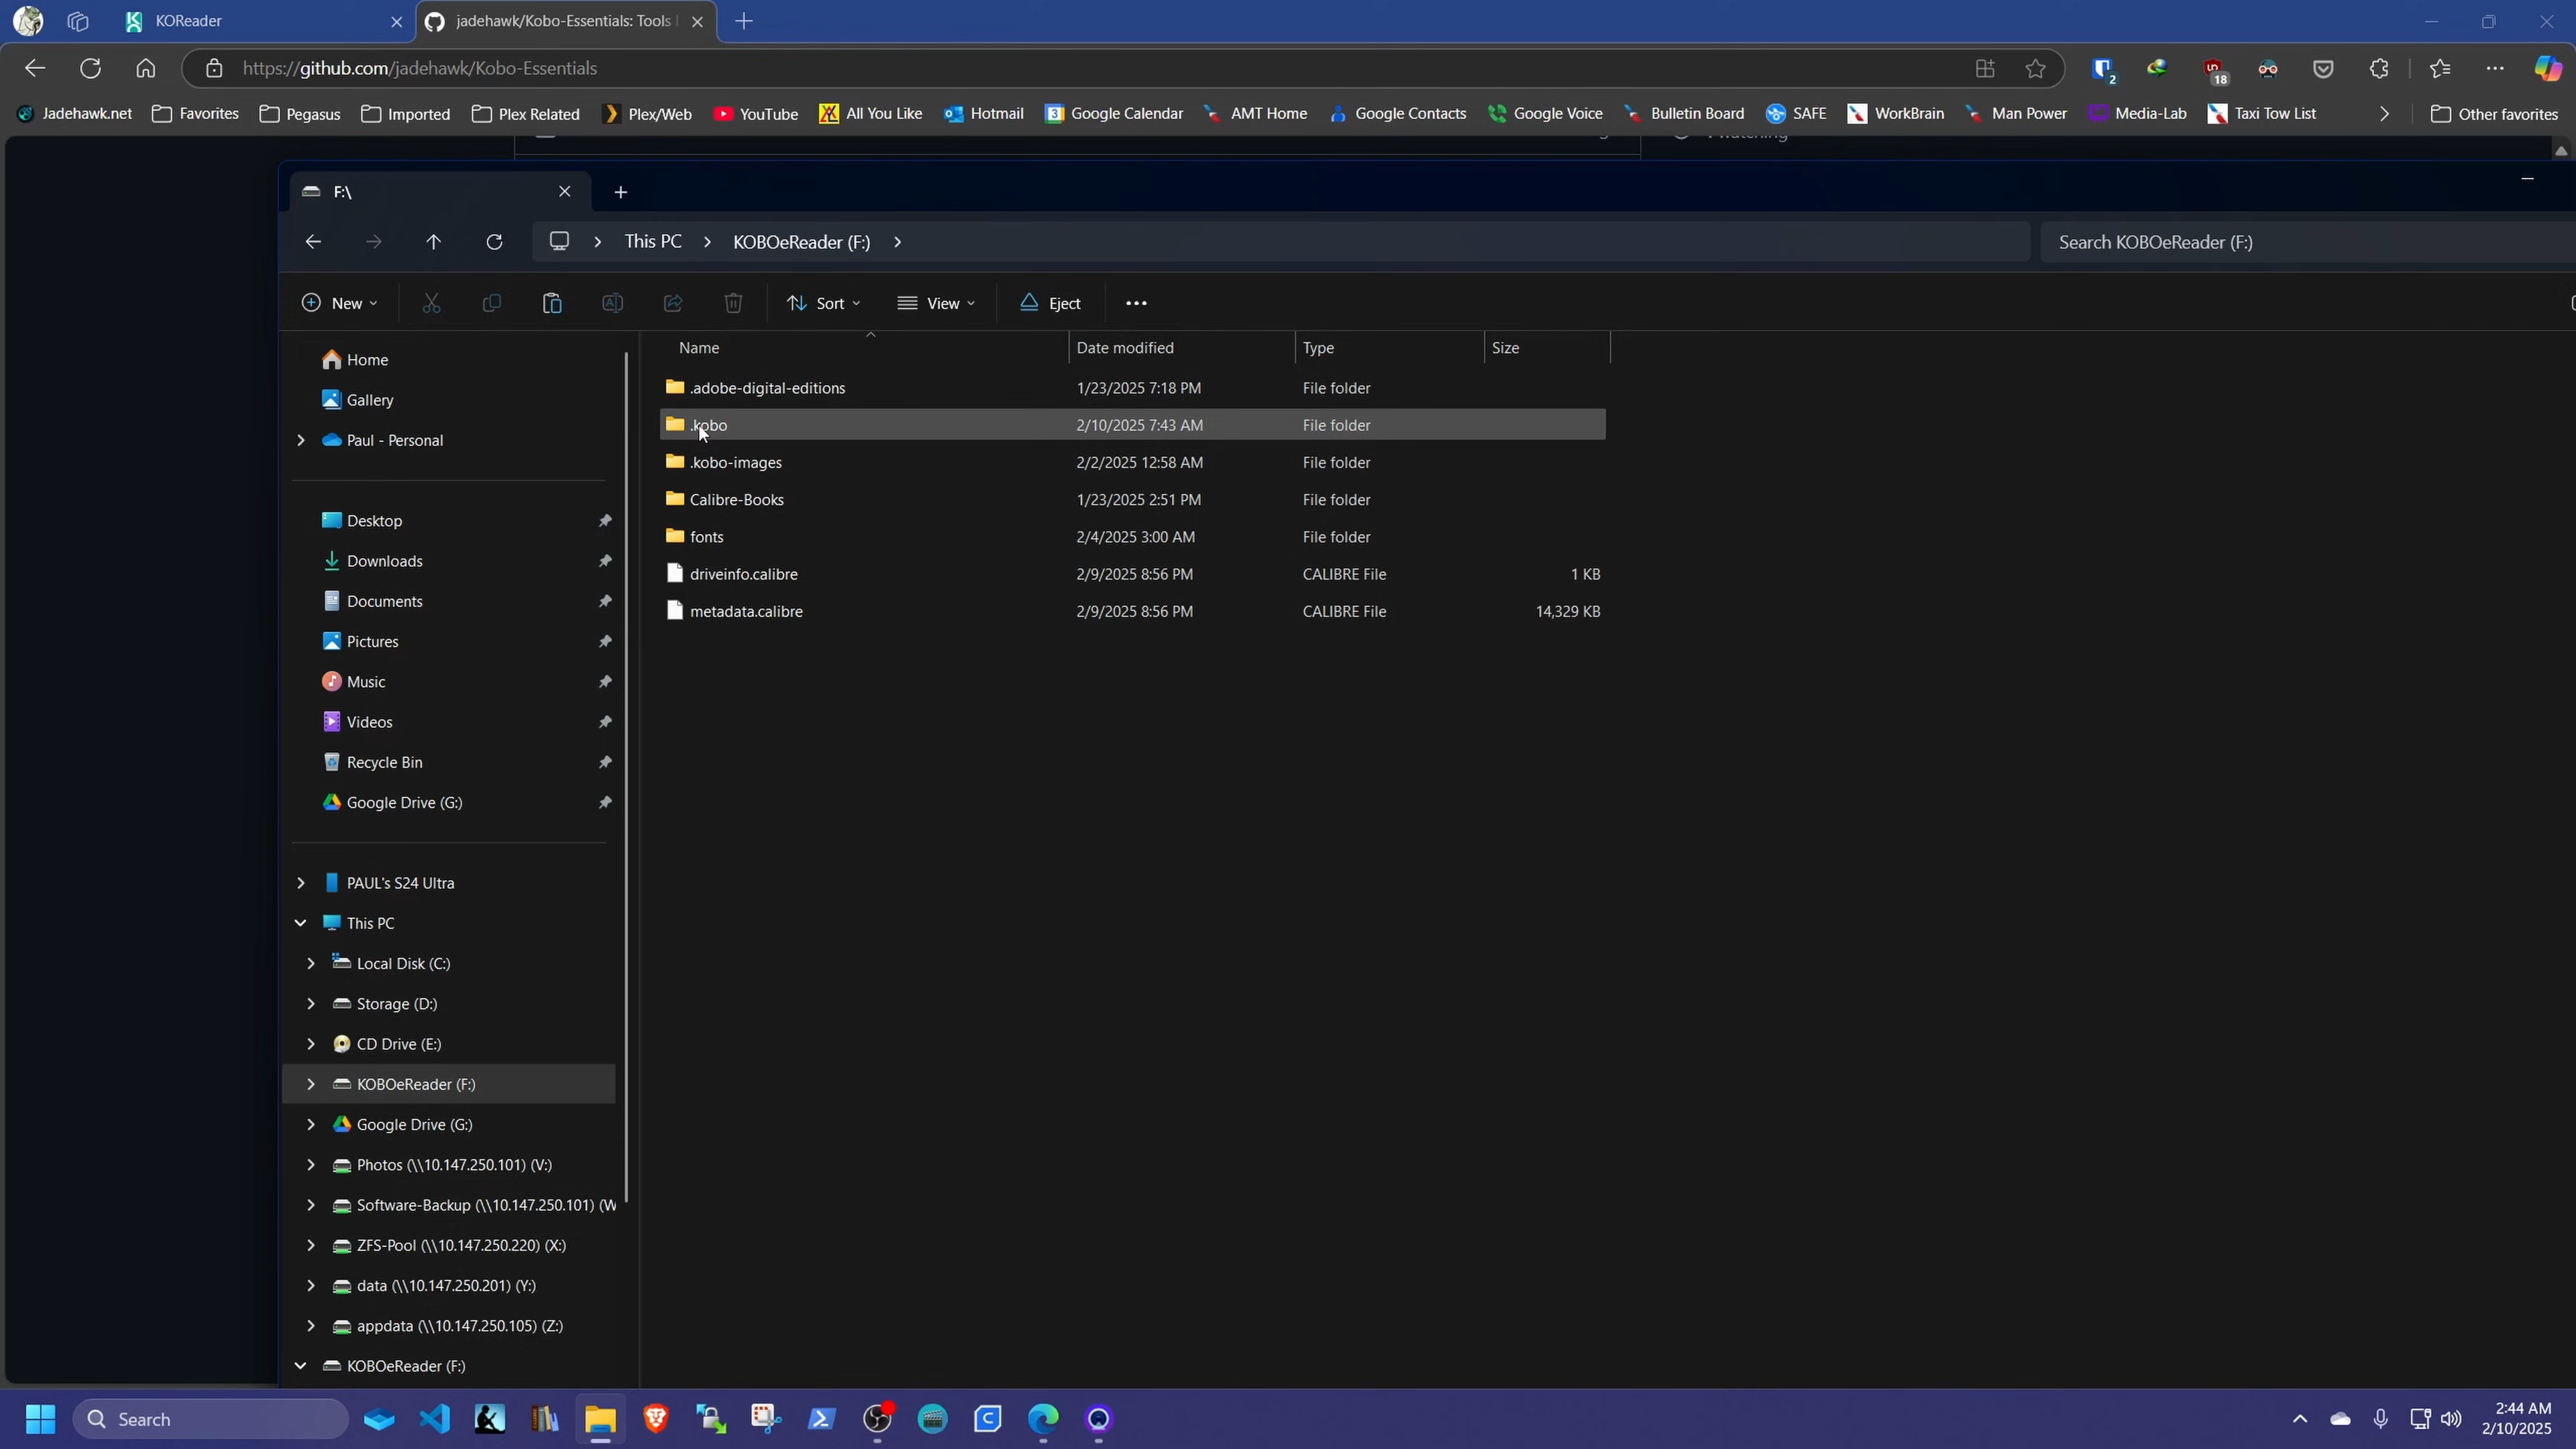 KOReader
jadehawk/Kobo-Essentials: Tools
https://github.com/jadehawk/Kobo-Essentials
2
18
Jadehawk.net
Favorites
Pegasus
Imported
Plex Related
Plex/Web
YouTube
All You Like
Hotmail
Google Calendar
AMT Home
Google Contacts
Google Voice
Bulletin Board
SAFE
WorkBrain
Man Power
Media-Lab
Taxi Tow List
Other favorites
watching
F:\
This PC
KOBOeReader (F:)
Search KOBOeReader (F:)
New
Sort
View
Eject
Name Date modified Type Size
.adobe-digital-editions 1/23/2025 7:18 PM File folder
.kobo 2/10/2025 7:43 AM File folder
.kobo-images 2/2/2025 12:58 AM File folder
Calibre-Books 1/23/2025 2:51 PM File folder
fonts 2/4/2025 3:00 AM File folder
driveinfo.calibre 2/9/2025 8:56 PM CALIBRE File 1 KB
metadata.calibre 2/9/2025 8:56 PM CALIBRE File 14,329 KB
Home
Gallery
Paul - Personal
Desktop
Downloads
Documents
Pictures
Music
Videos
Recycle Bin
Google Drive (G:)
PAUL's S24 Ultra
This PC
Local Disk (C:)
Storage (D:)
CD Drive (E:)
KOBOeReader (F:)
Google Drive (G:)
Photos (\\10.147.250.101) (V:)
Software-Backup (\\10.147.250.101) (W
ZFS-Pool (\\10.147.250.220) (X:)
data (\\10.147.250.201) (Y:)
appdata (\\10.147.250.105) (Z:)
KOBOeReader (F:)
Search
2:44 AM
2/10/2025